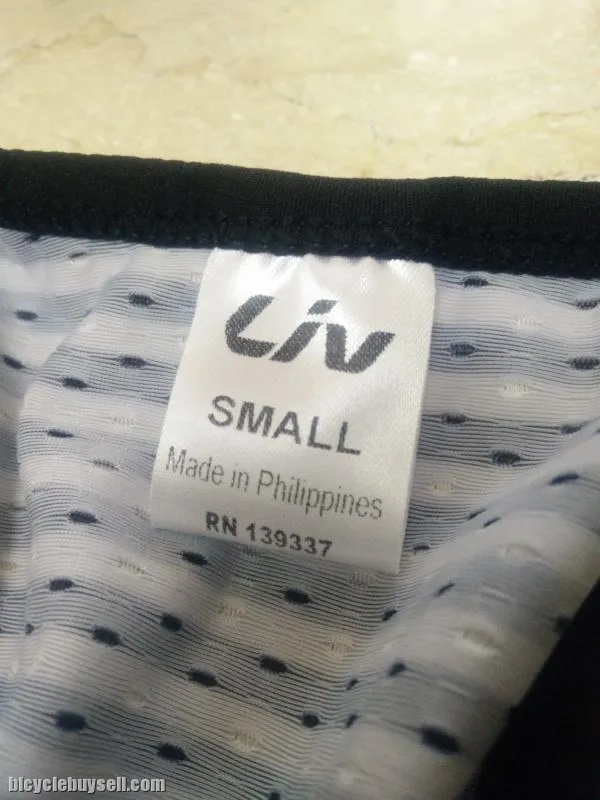 Liv
SMALL
Made in Philippines
RN 139337
bicyclebuysell.com